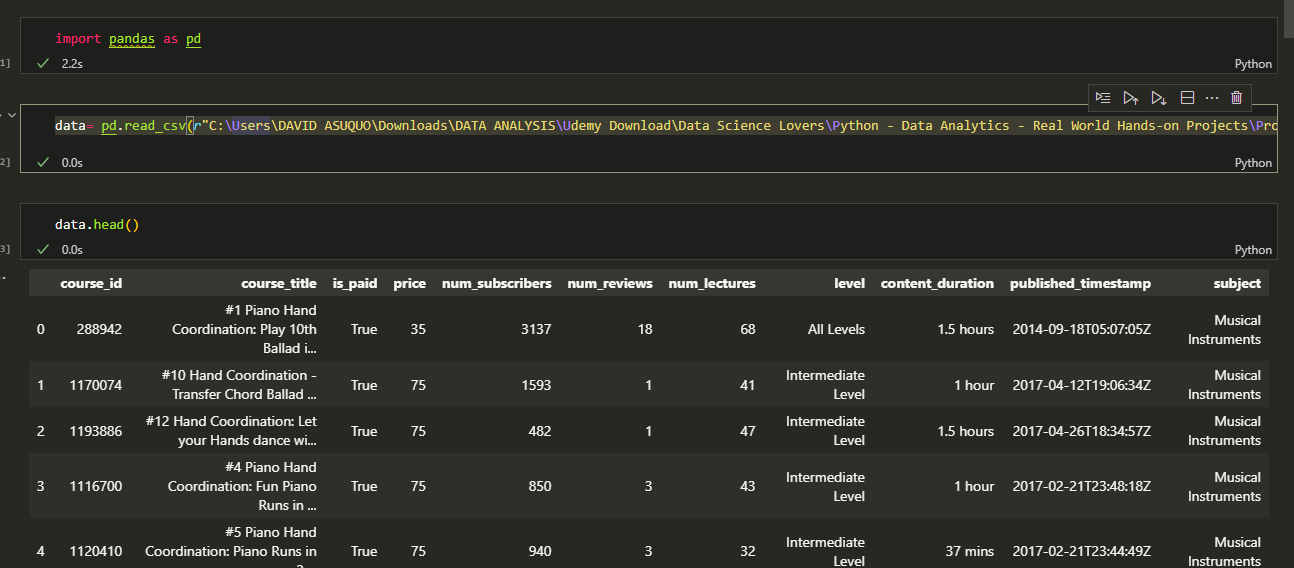 import pandas as pd
1]
2.2s
Python
data= pd.read_csv(r"C:\Users\DAVID ASUQUO\Downloads\DATA ANALYSIS\Udemy Download\Data Science Lovers\Python - Data Analytics - Real World Hands-on Projects\Pro
2]
0.0s
Python
data.head()
3]
0.0s
Python
course_id course_title is_paid price num_subscribers num_reviews num_lectures level content_duration published_timestamp subject
#1 Piano Hand
Musical
0 288942 Coordination: Play 10th True 35 3137 18 68 All Levels 1.5 hours 2014-09-18T05:07:05Z
Instruments
Ballad i...
#10 Hand Coordination - Intermediate Musical
1 1170074 True 75 1593 1 41 1 hour 2017-04-12T19:06:34Z
Transfer Chord Ballad ... Level Instruments
#12 Hand Coordination: Let Intermediate Musical
2 1193886 True 75 482 1 47 1.5 hours 2017-04-26T18:34:57Z
your Hands dance wi... Level Instruments
#4 Piano Hand
Intermediate Musical
3 1116700 Coordination: Fun Piano True 75 850 3 43 1 hour 2017-02-21T23:48:18Z
Level Instruments
Runs in ...
#5 Piano Hand
Intermediate Musical
4 1120410 Coordination: Piano Runs in True 75 940 3 32 37 mins 2017-02-21T23:44:49Z
Level Instruments